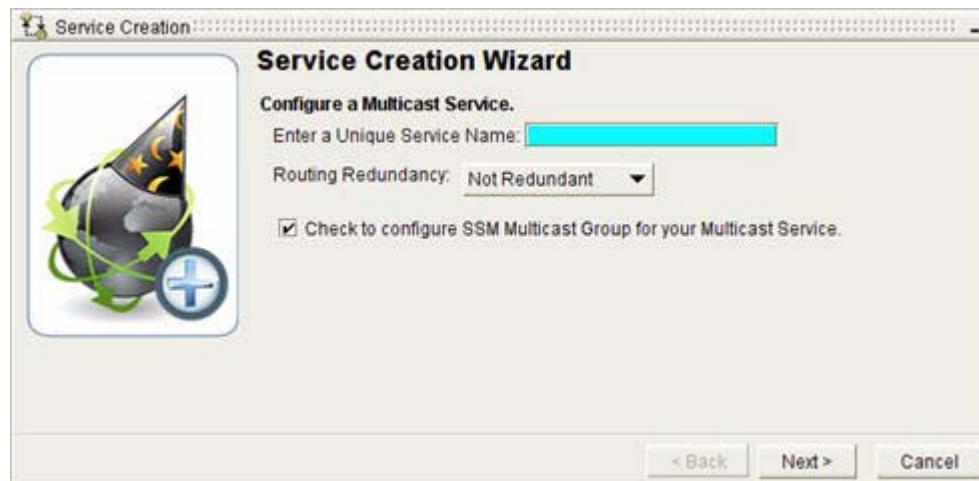 Service Creation
Service Creation Wizard
Configure a Multicast Service.
Enter a Unique Service Name:
Routing Redundancy: Not Redundant
Check to configure SSM Multicast Group for your Multicast Service.
< Back Next > Cancel